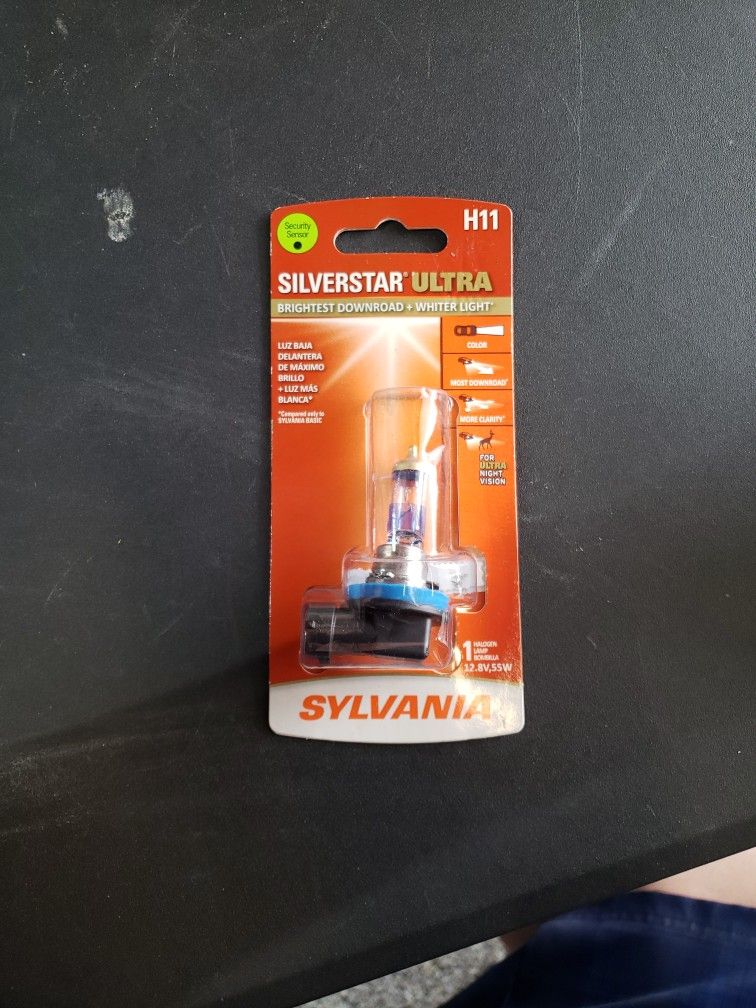 H11
Security
Sensor
SILVERSTAR® ULTRA
BRIGHTEST DOWNROAD + WHITER LIGHT*
LUZ BAJA
DELANTERA
DE MÁXIMO
BRILLO
+ LUZ MÁS
BLANCA*
*Compared only to
SYLVANIA BASIC
COLOR
MOST DOWNROAD*
MORE CLARITY*
FOR
ULTRA
NIGHT
VISION
1 HALOGEN
LAMP
BOMBILLA
12.8V,55W
SYLVANIA